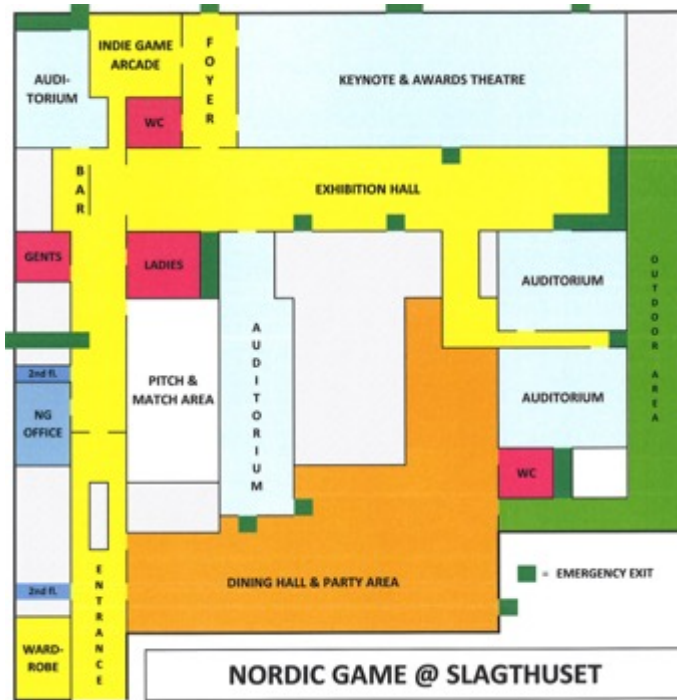 INDIE GAME
ARCADE
FOYER
AUDI-
TORIUM
KEYNOTE & AWARDS THEATRE
WC
BAR
EXHIBITION HALL
GENTS
LADIES
AUDITORIUM
OUTDOOR AREA
AUDITORIUM
2nd fl.
PITCH &
MATCH AREA
AUDITORIUM
NG
OFFICE
WC
ENTRANCE
= EMERGENCY EXIT
DINING HALL & PARTY AREA
2nd fl.
WARD-
ROBE
NORDIC GAME @ SLAGTHUSET